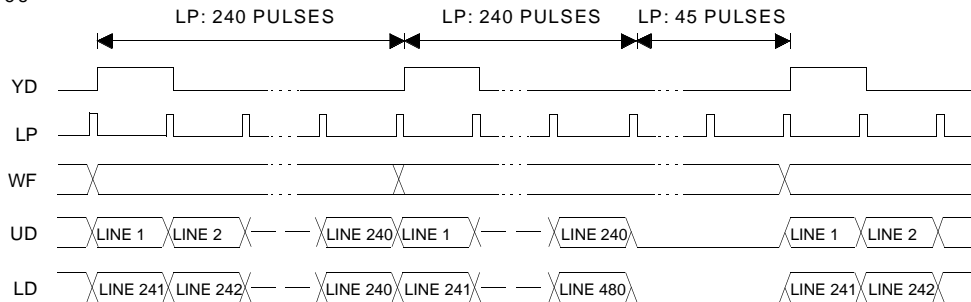 LP: 240 PULSES LP: 240 PULSES LP: 45 PULSES
YD
LP
WF
UD LINE 1 LINE 2 LINE 240 LINE 1 LINE 240 LINE 1 LINE 2
LD LINE 241 LINE 242 LINE 240 LINE 241 LINE 480 LINE 241 LINE 242